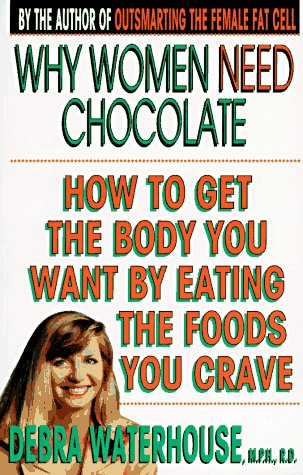 BY THE AUTHOR OF OUTSMARTING THE FEMALE FAT CELL
WHY WOMEN NEED
CHOCOLATE
HOW TO GET
THE BODY YOU
WANT BY EATING
THE FOODS
YOU CRAVE
DEBRA WATERHOUSE, M.P.H., R.D.